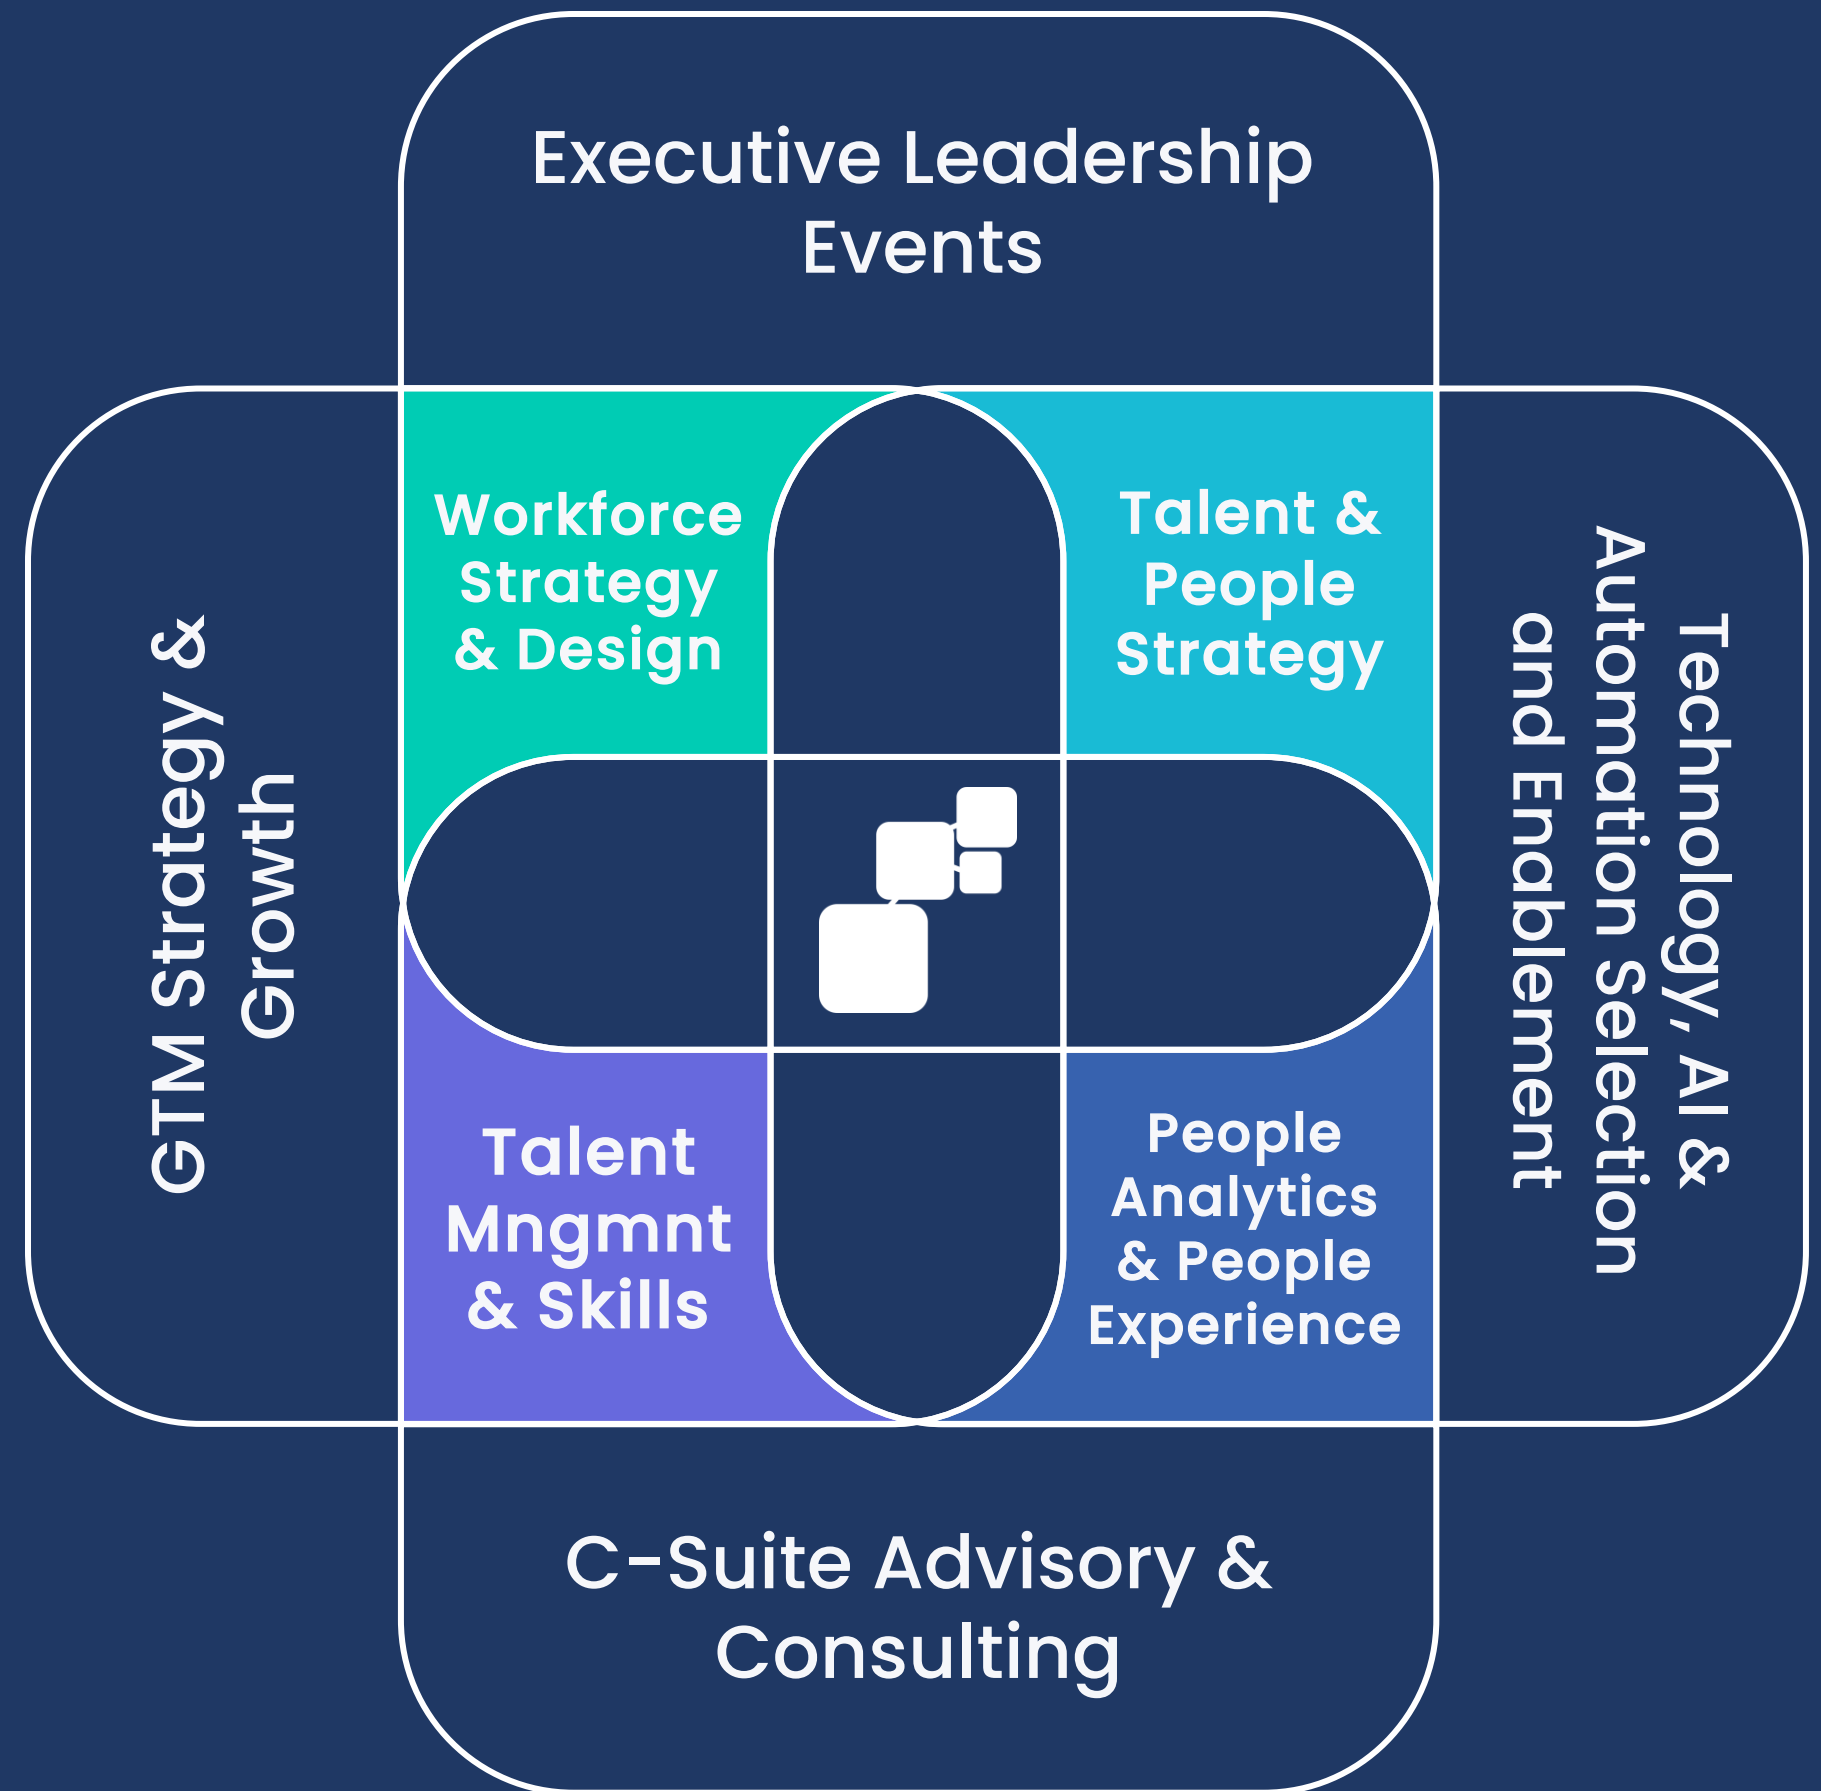 Executive Leadership
Events
Workforce
Strategy
& Design
Talent &
People
Strategy
GTM Strategy &
Growth
Technology, AI &
Automation Selection
and Enablement
Talent
Mngmnt
& Skills
People
Analytics
& People
Experience
C-Suite Advisory &
Consulting